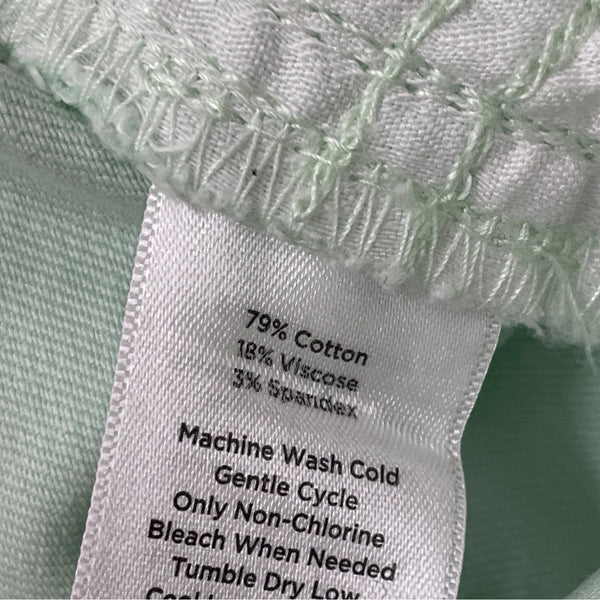 79% Cotton
18% Viscose
3% Spandex
Machine Wash Cold
Gentle Cycle
Only Non-Chlorine
Bleach When Needed
Tumble Dry Low